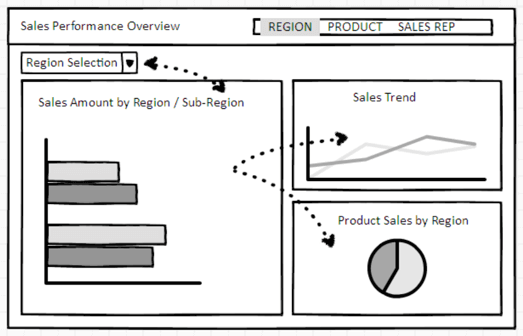 Sales Performance Overview
REGION PRODUCT SALES REP
Region Selection
Sales Amount by Region / Sub-Region
Sales Trend
Product Sales by Region